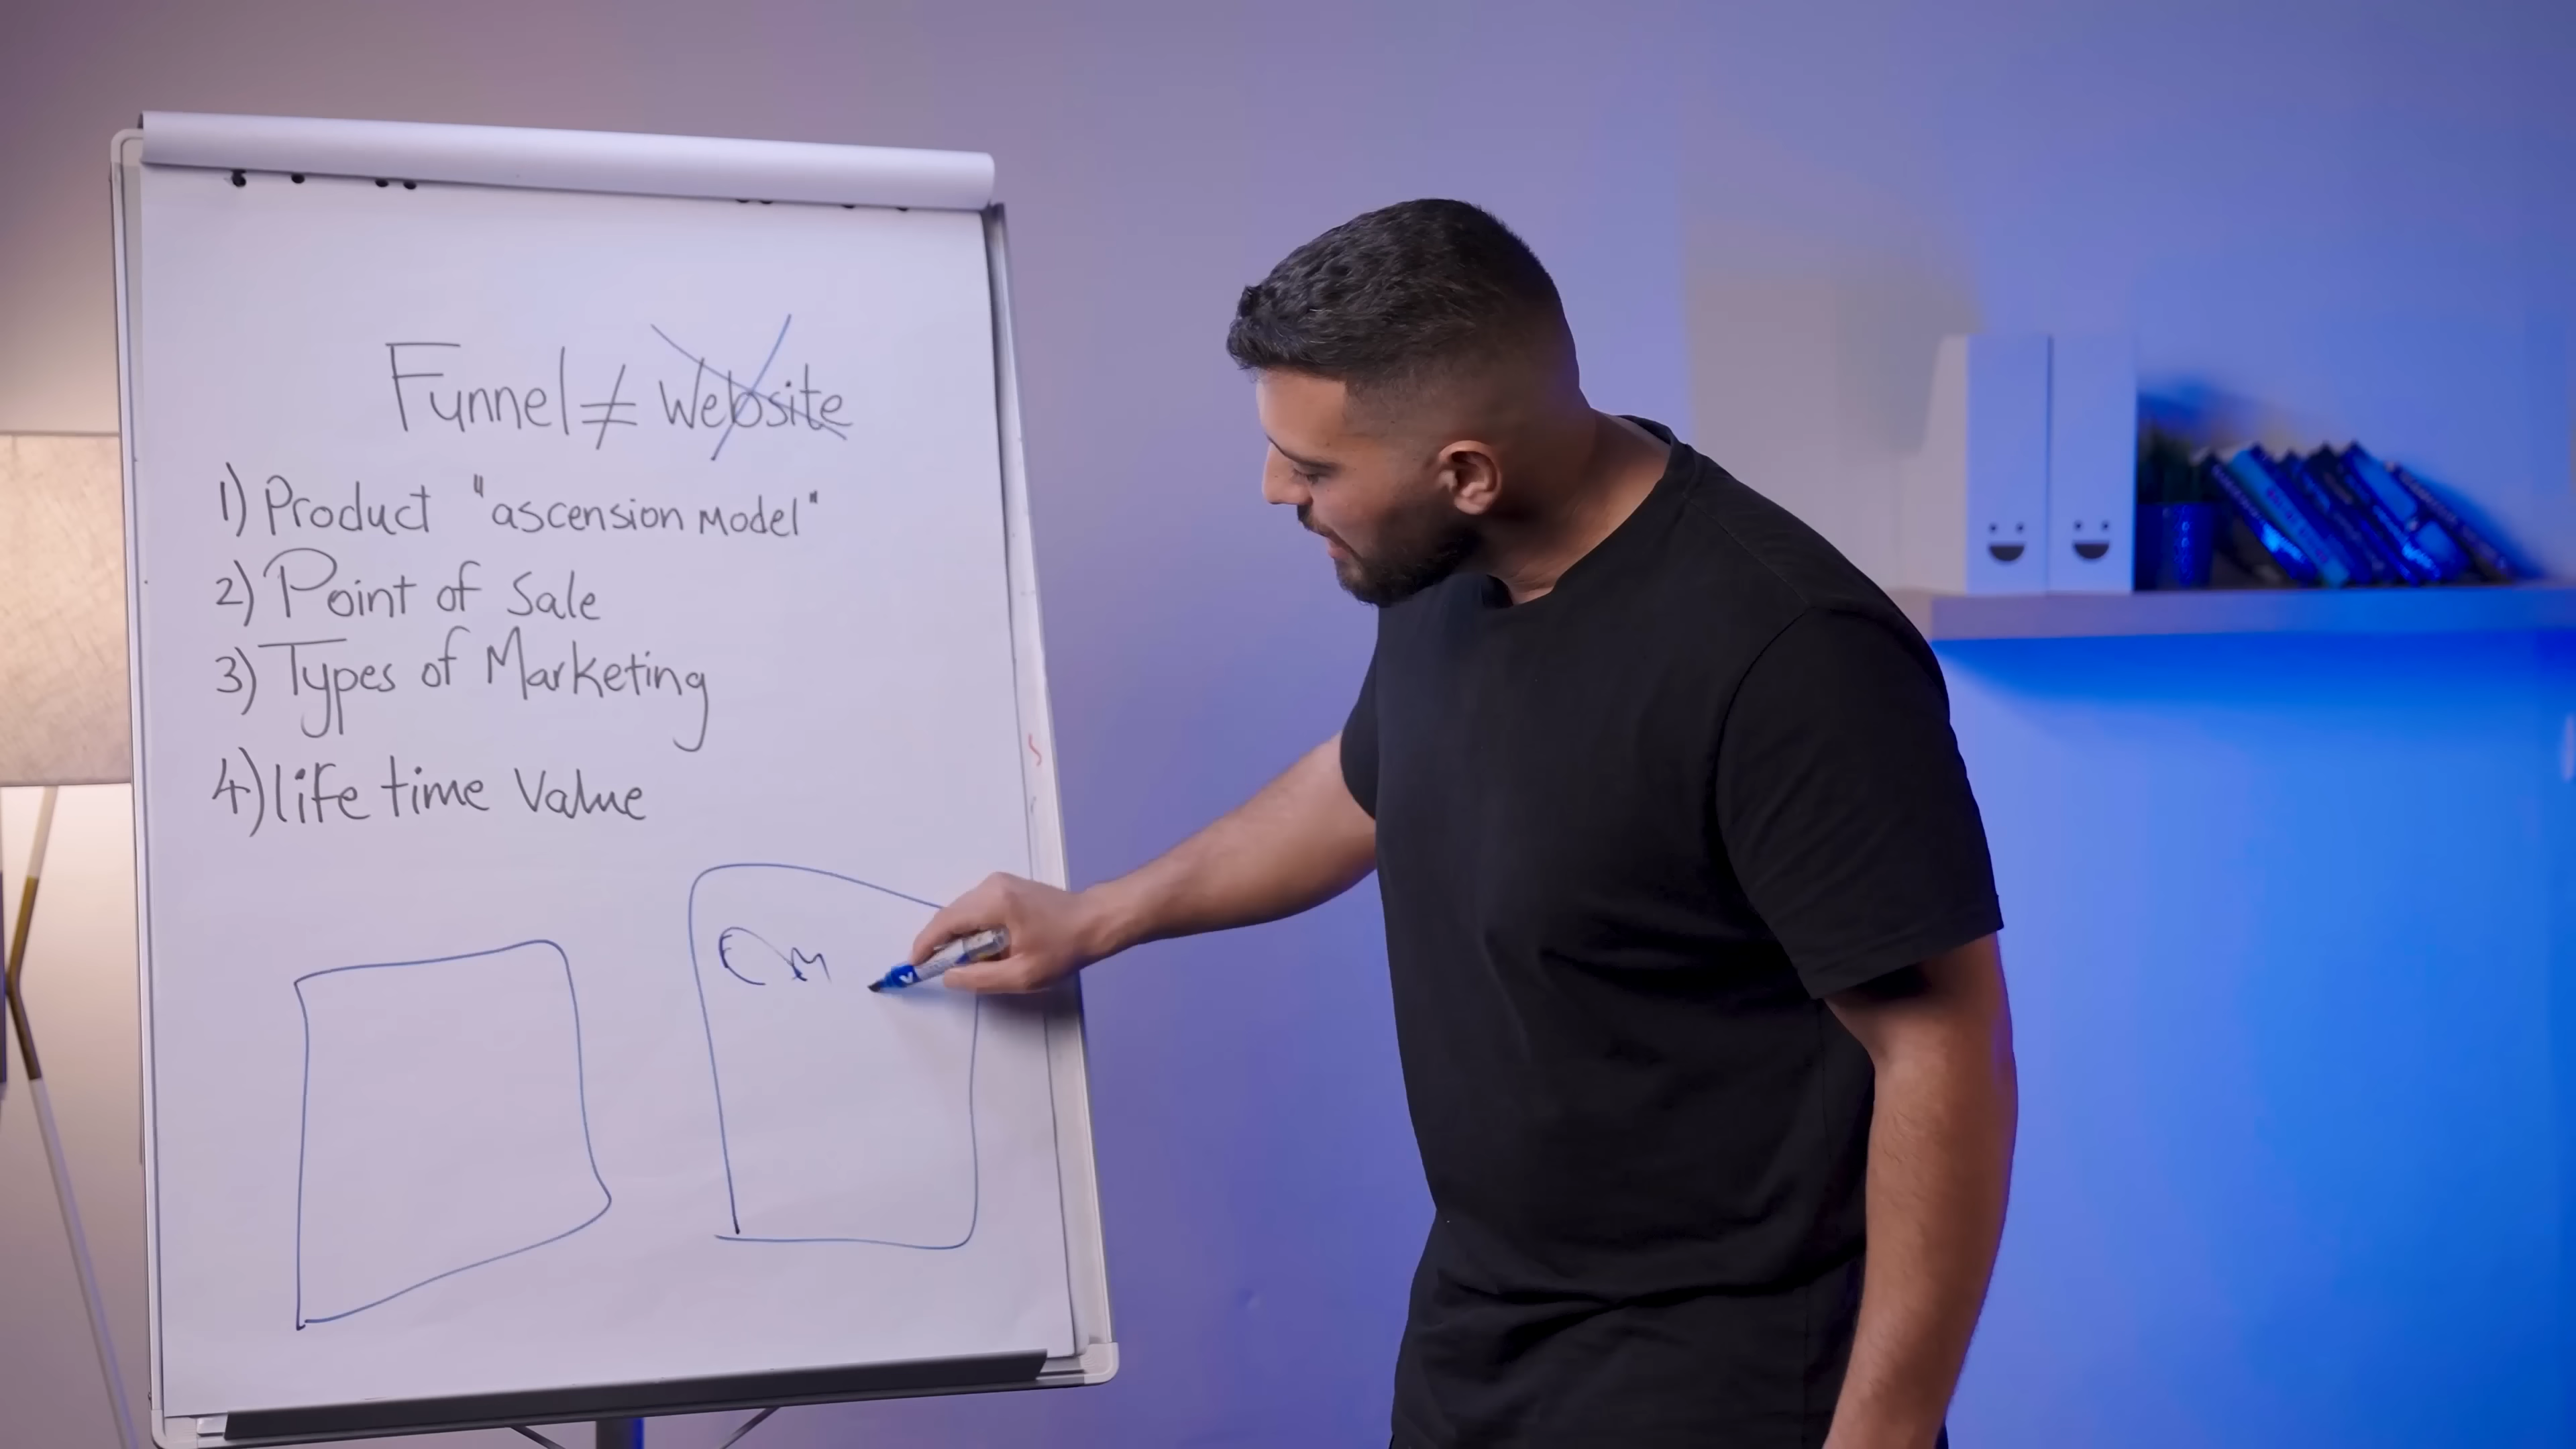 Funnel ≠ Website
1) Product "ascension Model"
2) Point of Sale
3) Types of Marketing
4) life time Value